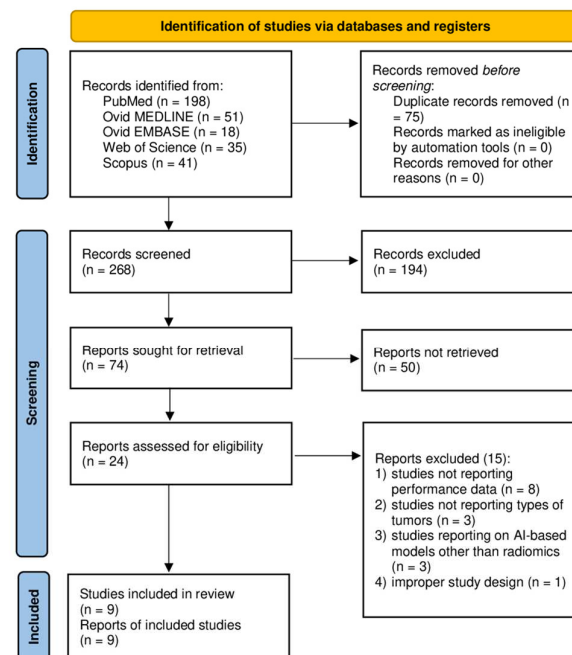 Identification of studies via databases and registers
Identification
Records identified from:
PubMed (n = 198)
Ovid MEDLINE (n = 51)
Ovid EMBASE (n = 18)
Web of Science (n = 35)
Scopus (n = 41)
Records removed before
screening:
Duplicate records removed (n
= 75)
Records marked as ineligible
by automation tools (n = 0)
Records removed for other
reasons (n = 0)
Screening
Records screened
(n = 268)
Records excluded
(n = 194)
Reports sought for retrieval
(n = 74)
Reports not retrieved
(n = 50)
Reports assessed for eligibility
(n = 24)
Reports excluded (15):
1) studies not reporting
performance data (n = 8)
2) studies not reporting types of
tumors (n = 3)
3) studies reporting on AI-based
models other than radiomics
(n = 3)
4) improper study design (n = 1)
Included
Studies included in review
(n = 9)
Reports of included studies
(n = 9)